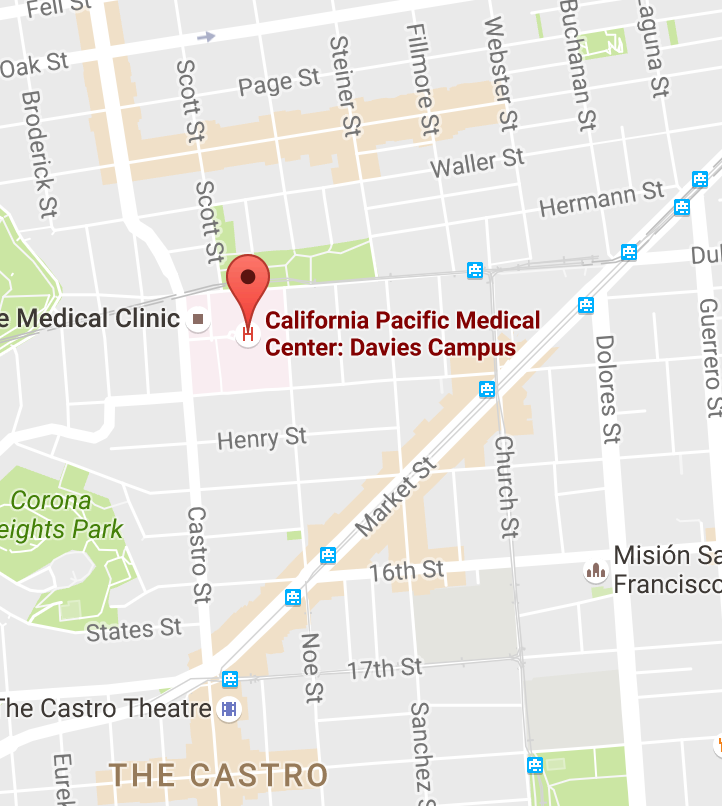 Fell St
Oak St
Broderick St
Scott St
Page St
Steiner St
Fillmore St
Webster St
Buchanan St
Laguna St
Waller St
Scott St
Hermann St
Dub
e Medical Clinic
California Pacific Medical
Center: Davies Campus
Dolores St
Guerrero St
Henry St
Market St
Church St
Corona
eights Park
Castro St
16th St
Misión Sa
Francisco
States St
Noe St
17th St
The Castro Theatre
Sanchez S
Eurek
THE CASTRO